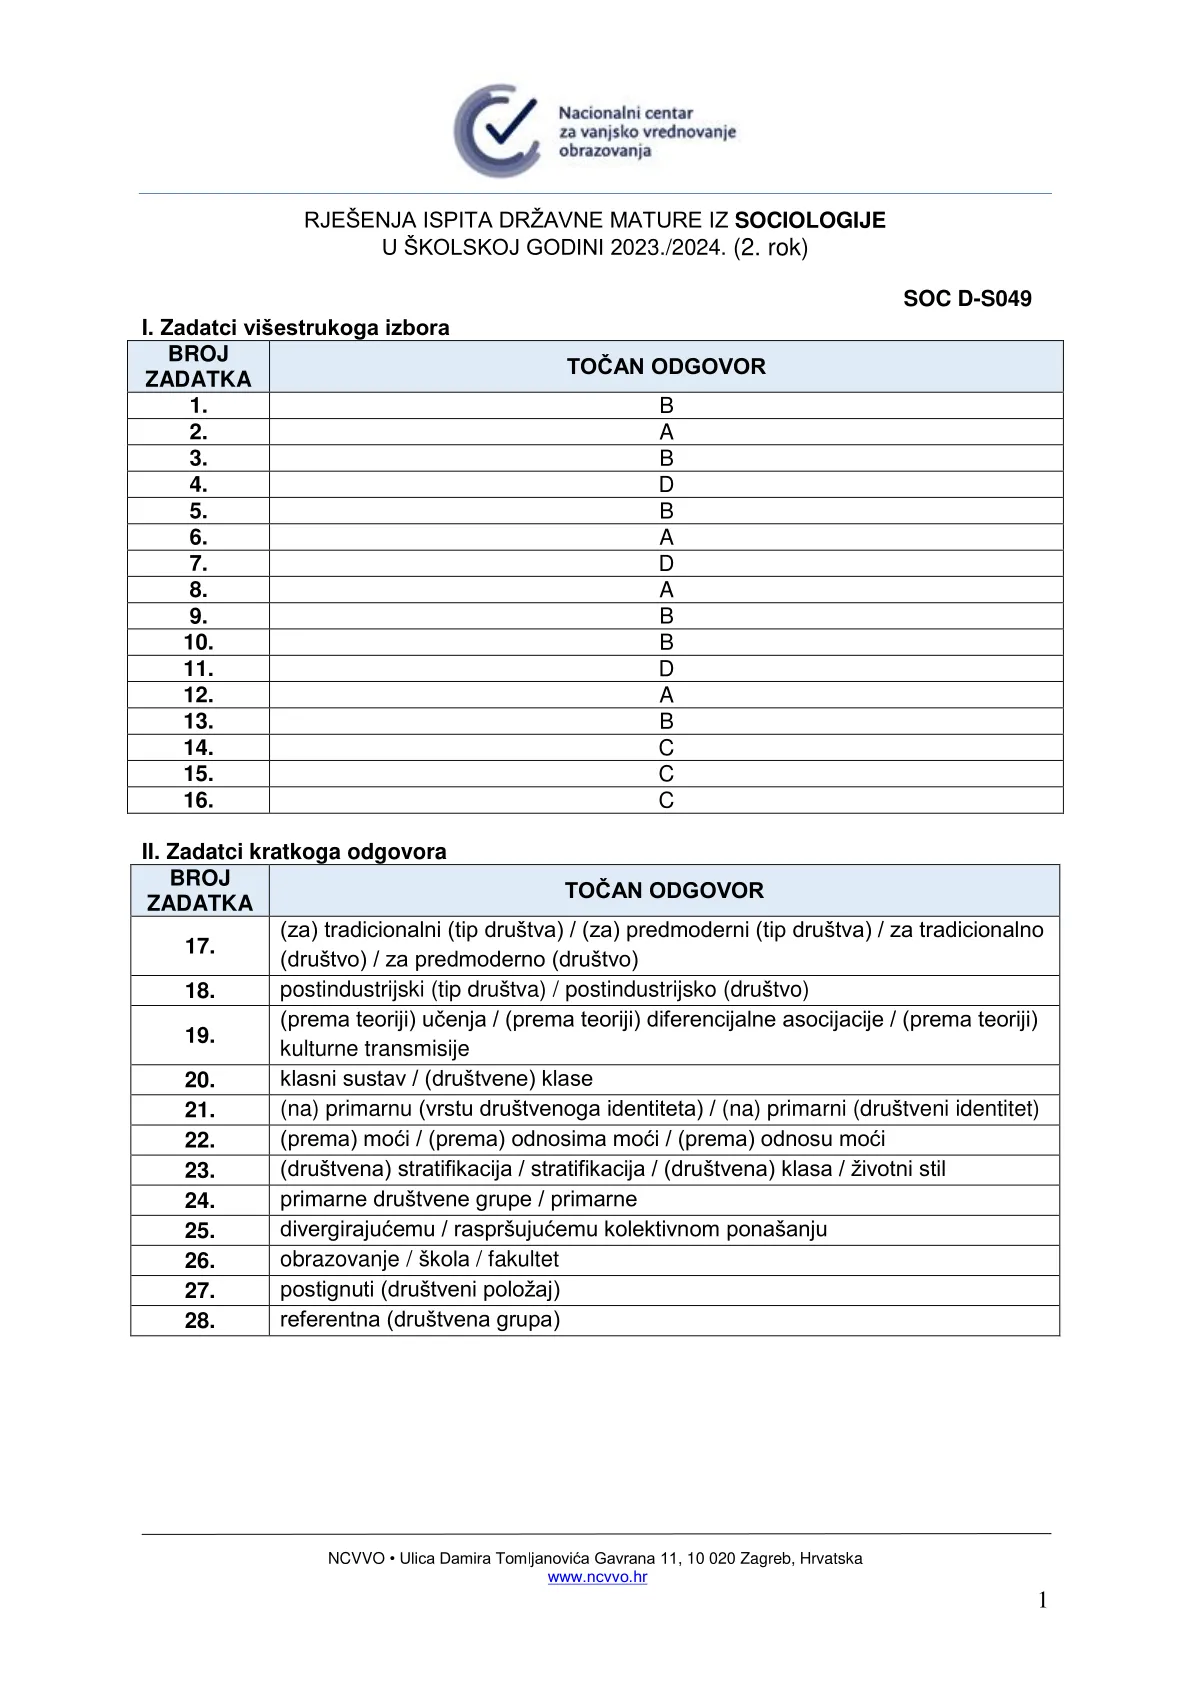 Nacionalni centar
za vanjsko vrednovanje
obrazovanja
RJEŠENJA ISPITA DRŽAVNE MATURE IZ SOCIOLOGIJE
U ŠKOLSKOJ GODINI 2023./2024. (2. rok)
SOC D-S049
I. Zadatci višestrukoga izbora
BROJ
ZADATKA
TOČAN ODGOVOR
1. B
2. A
3. B
4. D
5. B
6. A
7. D
8. A
9. B
10. B
11. D
12. A
13. B
14. C
15. C
16. C
II. Zadatci kratkoga odgovora
BROJ
ZADATKA
TOČAN ODGOVOR
17. (za) tradicionalni (tip društva) / (za) predmoderni (tip društva) / za tradicionalno
(društvo) / za predmoderno (društvo)
18. postindustrijski (tip društva) / postindustrijsko (društvo)
19. (prema teoriji) učenja / (prema teoriji) diferencijalne asocijacije / (prema teoriji)
kulturne transmisije
20. klasni sustav / (društvene) klase
21. (na) primarnu (vrstu društvenoga identiteta) / (na) primarni (društveni identitet)
22. (prema) moći / (prema) odnosima moći / (prema) odnosu moći
23. (društvena) stratifikacija / stratifikacija / (društvena) klasa / životni stil
24. primarne društvene grupe / primarne
25. divergirajućemu / raspršujućemu kolektivnom ponašanju
26. obrazovanje / škola / fakultet
27. postignuti (društveni položaj)
28. referentna (društvena grupa)
NCVVO • Ulica Damira Tomljanovića Gavrana 11, 10 020 Zagreb, Hrvatska
www.ncvvo.hr
1